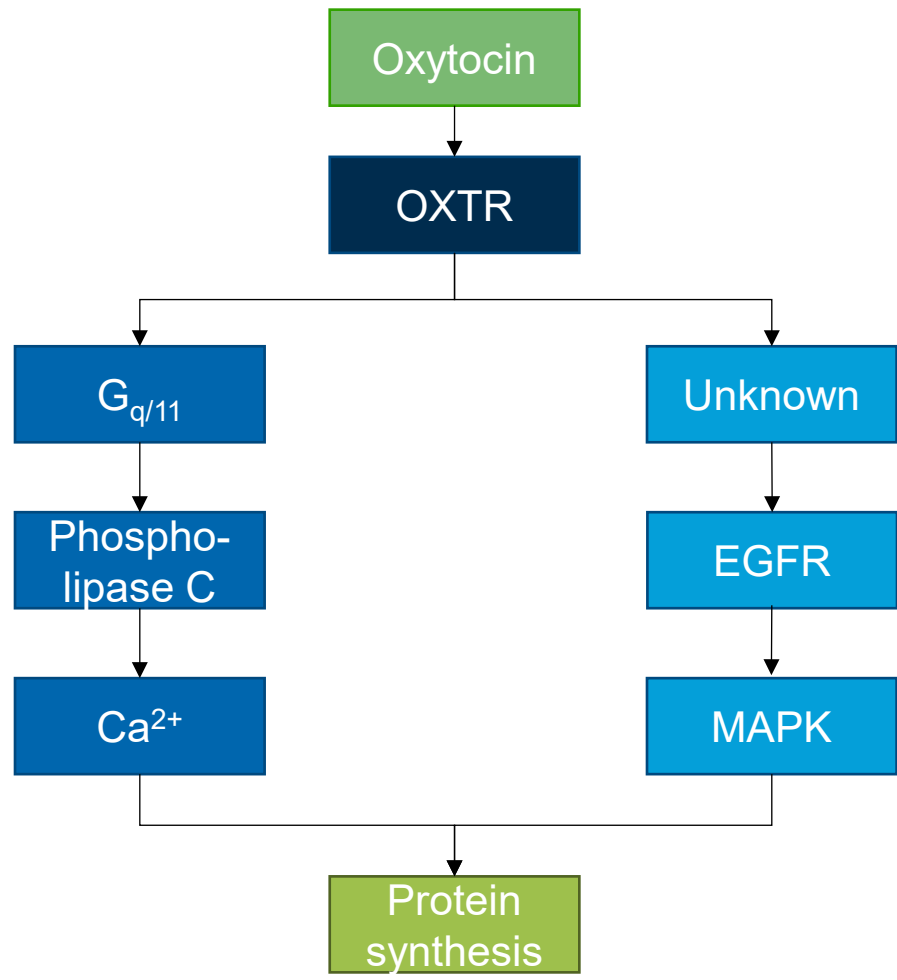 Oxytocin
OXTR
Gq/11
Phospho-
lipase C
Ca²⁺
Unknown
EGFR
MAPK
Protein
synthesis